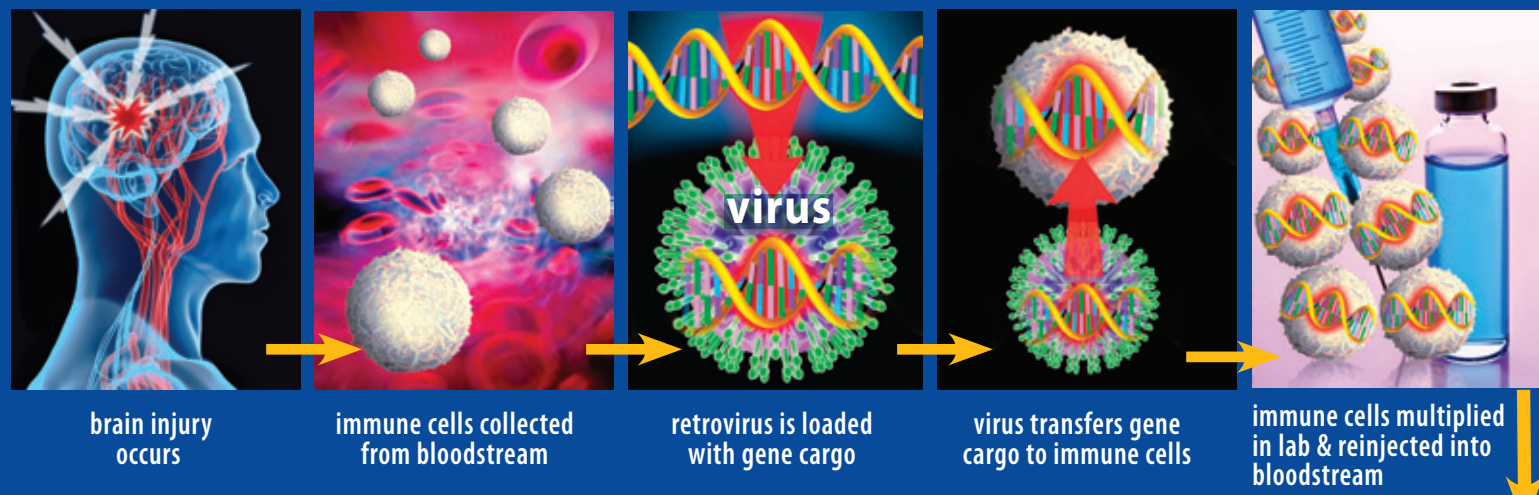 virus
brain injury
occurs
immune cells collected
from bloodstream
retrovirus is loaded
with gene cargo
virus transfers gene
cargo to immune cells
immune cells multiplied
in lab & reinjected into
bloodstream